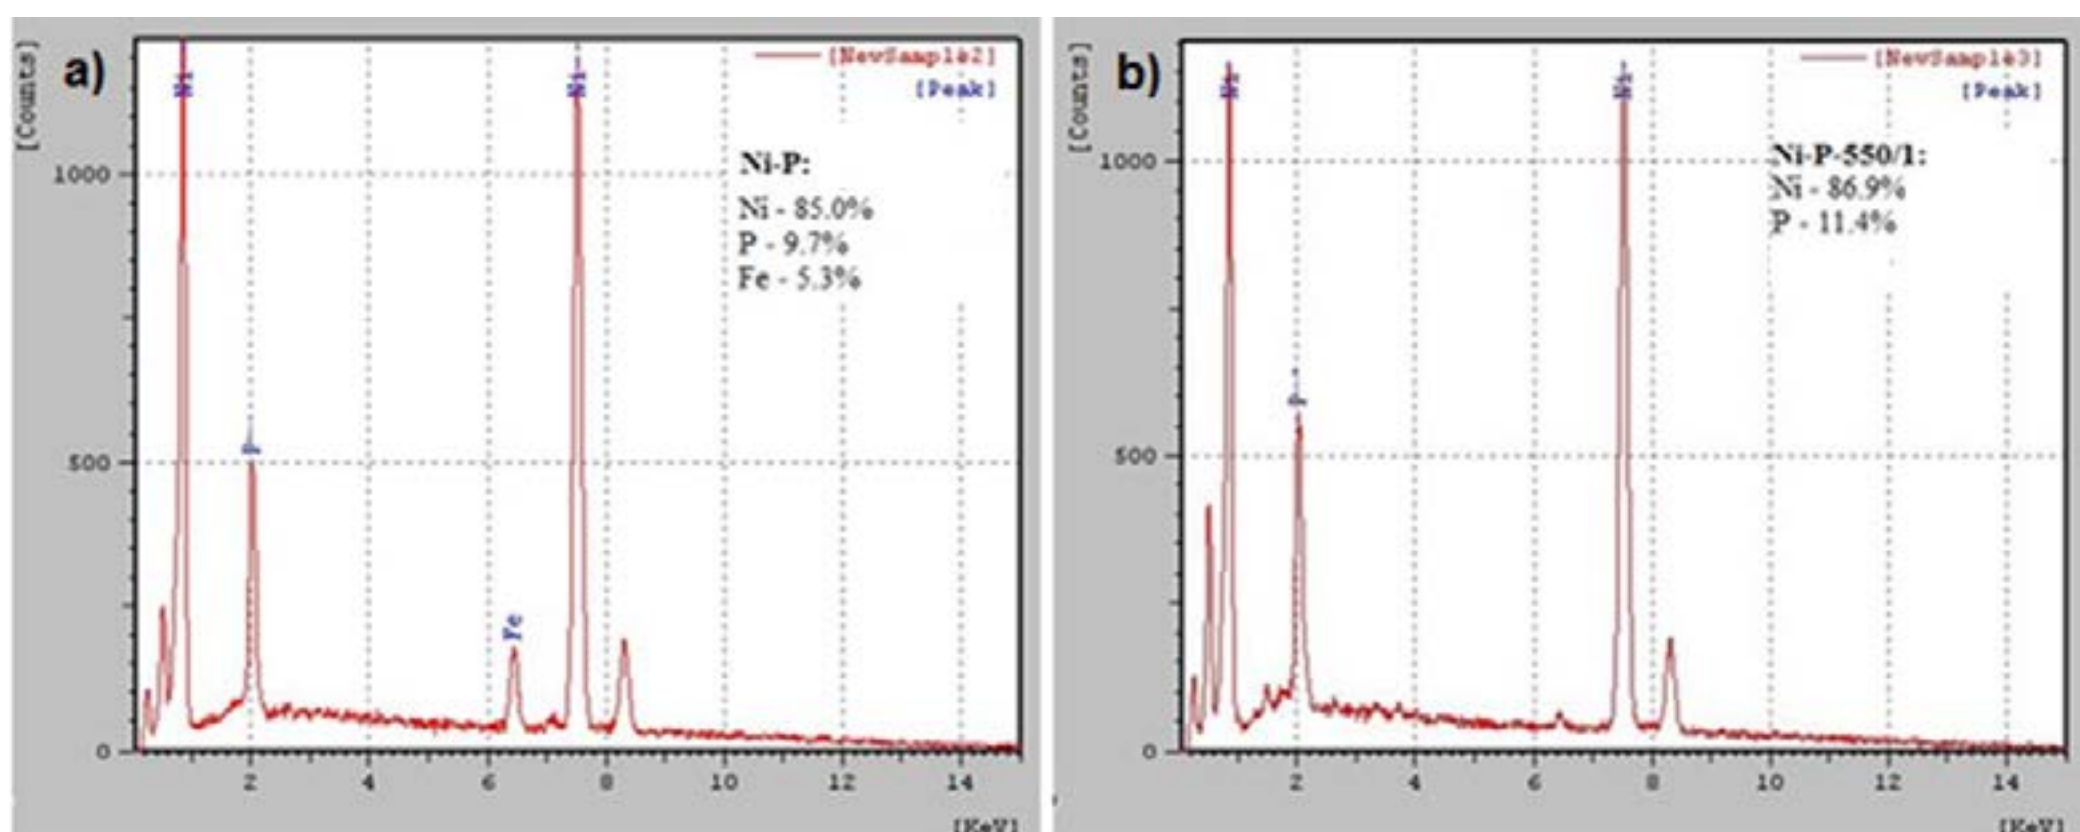 a)
[Counts]
[NewSample2]
[Peak]
Ni
Ni-
1000
Ni-P:
Ni - 85.0%
P - 9.7%
Fe - 5.3%
P
500
Fe
0
2 4 6 8 10 12 14
[KeV]
b)
[Counts]
[NewSample3]
[Peak]
Ni
Ni-
1000
Ni-P-550/1:
Ni - 86.9%
P - 11.4%
P
500
0
2 4 6 8 10 12 14
[KeV]